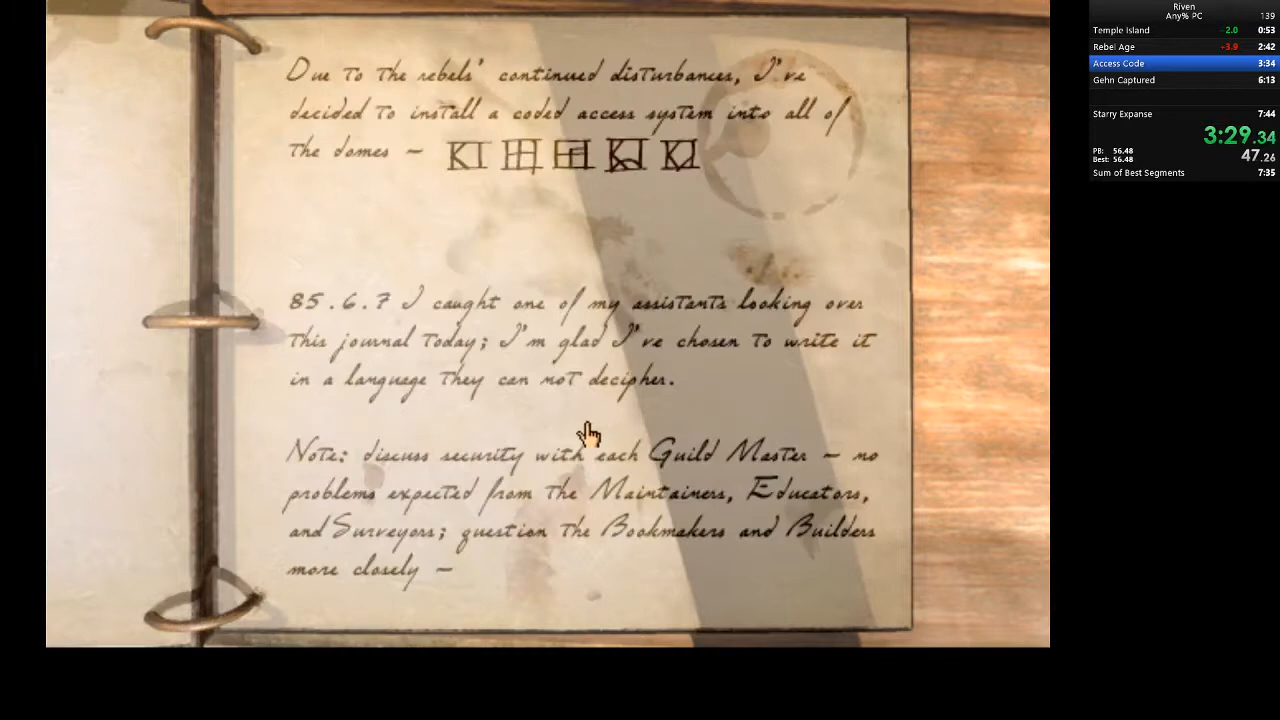 Due to the rebels' continued disturbances, I've
decided to install a coded access system into all of
the domes –
85.6.7 I caught one of my assistants looking over
this journal today; I'm glad I've chosen to write it
in a language they can not decipher.
Note: discuss security with each Guild Master – no
problems expected from the Maintainers, Educators,
and Surveyors; question the Bookmakers and Builders
more closely –
Riven
Any% PC 139
Temple Island -2.0 0:53
Rebel Age -3.9 2:42
Access Code 3:34
Gehn Captured 6:13
Starry Expanse 7:44
3:29.34
PB: 56.48 47.26
Best: 56.48
Sum of Best Segments 7:35